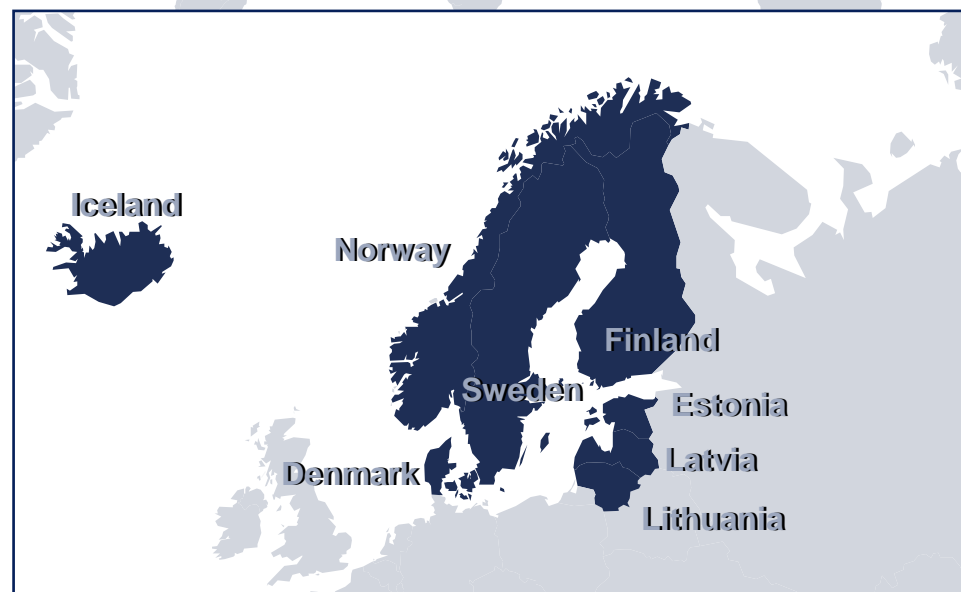 Iceland
Norway
Finland
Sweden
Estonia
Latvia
Denmark
Lithuania